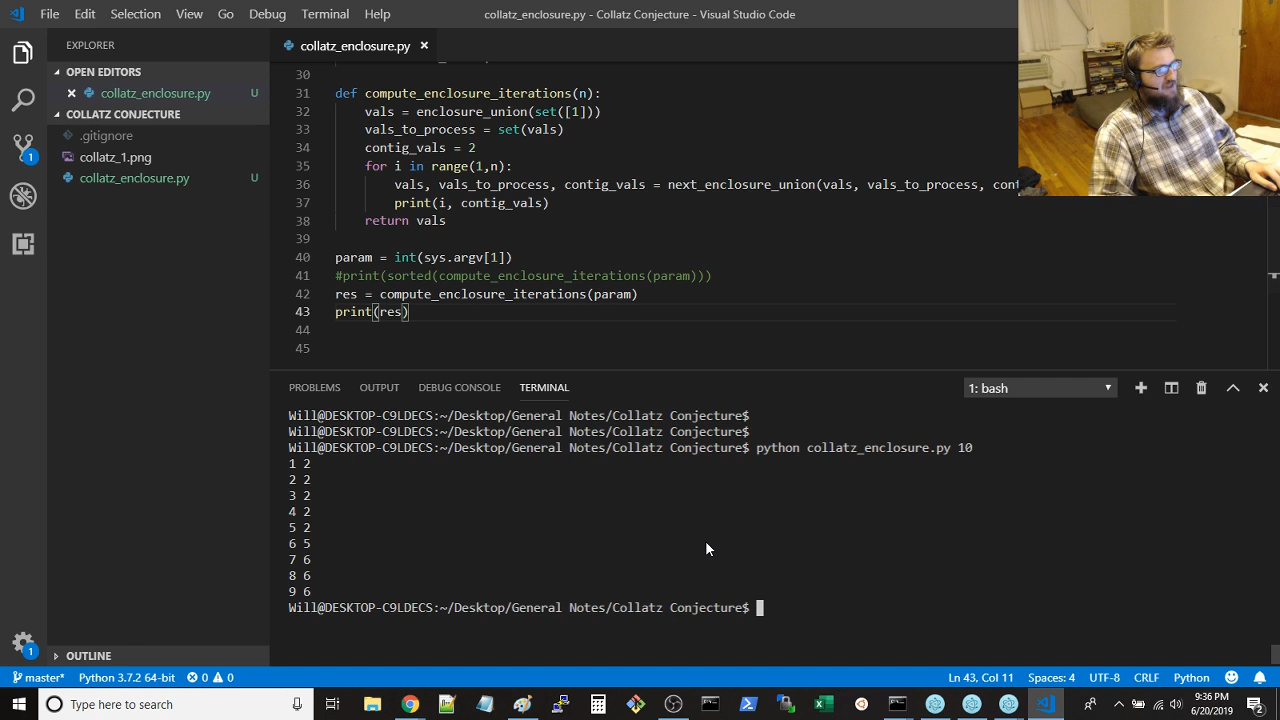 File Edit Selection View Go Debug Terminal Help
collatz_enclosure.py - Collatz Conjecture - Visual Studio Code
EXPLORER
OPEN EDITORS
collatz_enclosure.py U
COLLATZ CONJECTURE
.gitignore
collatz_1.png
collatz_enclosure.py U
OUTLINE
collatz_enclosure.py
30
31 def compute_enclosure_iterations(n):
32 vals = enclosure_union(set([1]))
33 vals_to_process = set(vals)
34 contig_vals = 2
35 for i in range(1,n):
36 vals, vals_to_process, contig_vals = next_enclosure_union(vals, vals_to_process, cont
37 print(i, contig_vals)
38 return vals
39
40 param = int(sys.argv[1])
41 #print(sorted(compute_enclosure_iterations(param)))
42 res = compute_enclosure_iterations(param)
43 print(res)
44
45
PROBLEMS OUTPUT DEBUG CONSOLE TERMINAL 1: bash
Will@DESKTOP-C9LDECS:~/Desktop/General Notes/Collatz Conjecture$
Will@DESKTOP-C9LDECS:~/Desktop/General Notes/Collatz Conjecture$
Will@DESKTOP-C9LDECS:~/Desktop/General Notes/Collatz Conjecture$ python collatz_enclosure.py 10
1 2
2 2
3 2
4 2
5 2
6 5
7 6
8 6
9 6
Will@DESKTOP-C9LDECS:~/Desktop/General Notes/Collatz Conjecture$
1
1
master* Python 3.7.2 64-bit 0 0 Ln 43, Col 11 Spaces: 4 UTF-8 CRLF Python
Type here to search
9:36 PM
6/20/2019